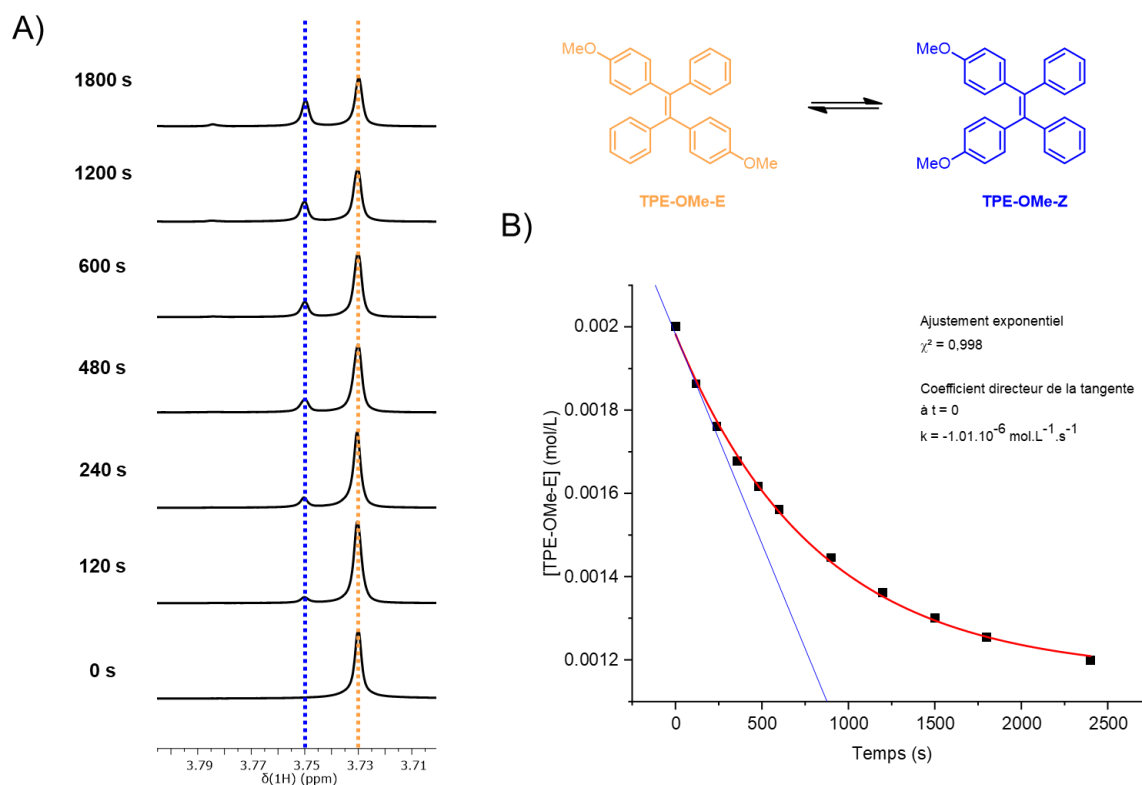 A)
1800 s
1200 s
600 s
480 s
240 s
120 s
0 s
3.79
3.77
3.75
3.73
3.71
δ(1H) (ppm)
MeO
OMe
TPE-OMe-E
MeO
MeO
TPE-OMe-Z
B)
Ajustement exponentiel
χ² = 0,998
Coefficient directeur de la tangente
à t = 0
k = -1.01.10⁻⁶ mol.L⁻¹.s⁻¹
[TPE-OMe-E] (mol/L)
0.002
0.0018
0.0016
0.0014
0.0012
0
500
1000
1500
2000
2500
Temps (s)